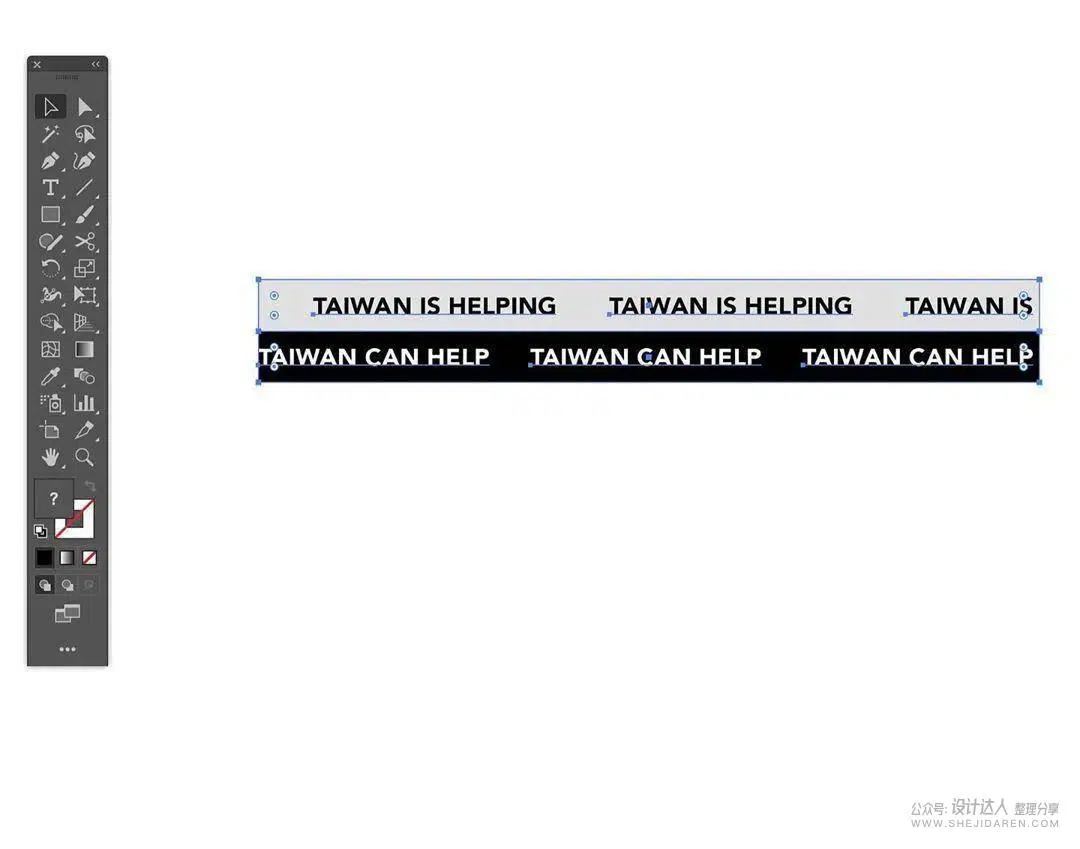 TAIWAN IS HELPING TAIWAN IS HELPING TAIWAN IS
TAIWAN CAN HELP TAIWAN CAN HELP TAIWAN CAN HELP
?
公众号: 设计达人 整理分享
WWW.SHEJIDAREN.COM